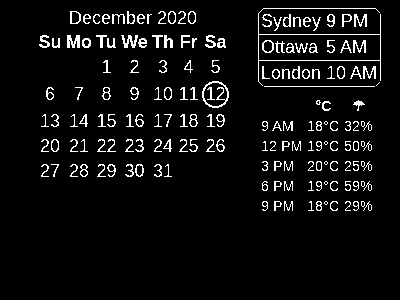 December 2020
Su Mo Tu We Th Fr Sa
1 2 3 4 5
6 7 8 9 10 11 12
13 14 15 16 17 18 19
20 21 22 23 24 25 26
27 28 29 30 31
Sydney 9 PM
Ottawa 5 AM
London 10 AM
°C ☂
9 AM 18°C 32%
12 PM 19°C 50%
3 PM 20°C 25%
6 PM 19°C 59%
9 PM 18°C 29%